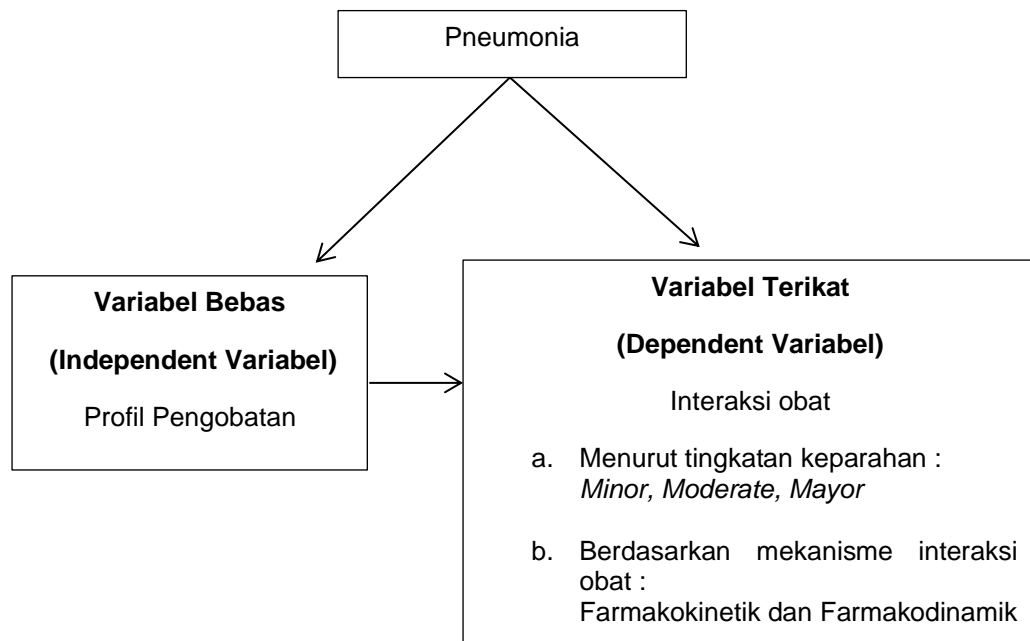 Pneumonia
Variabel Bebas
(Independent Variabel)
Profil Pengobatan
Variabel Terikat
(Dependent Variabel)
Interaksi obat
a. Menurut tingkatan keparahan :
Minor, Moderate, Mayor
b. Berdasarkan mekanisme interaksi
obat :
Farmakokinetik dan Farmakodinamik